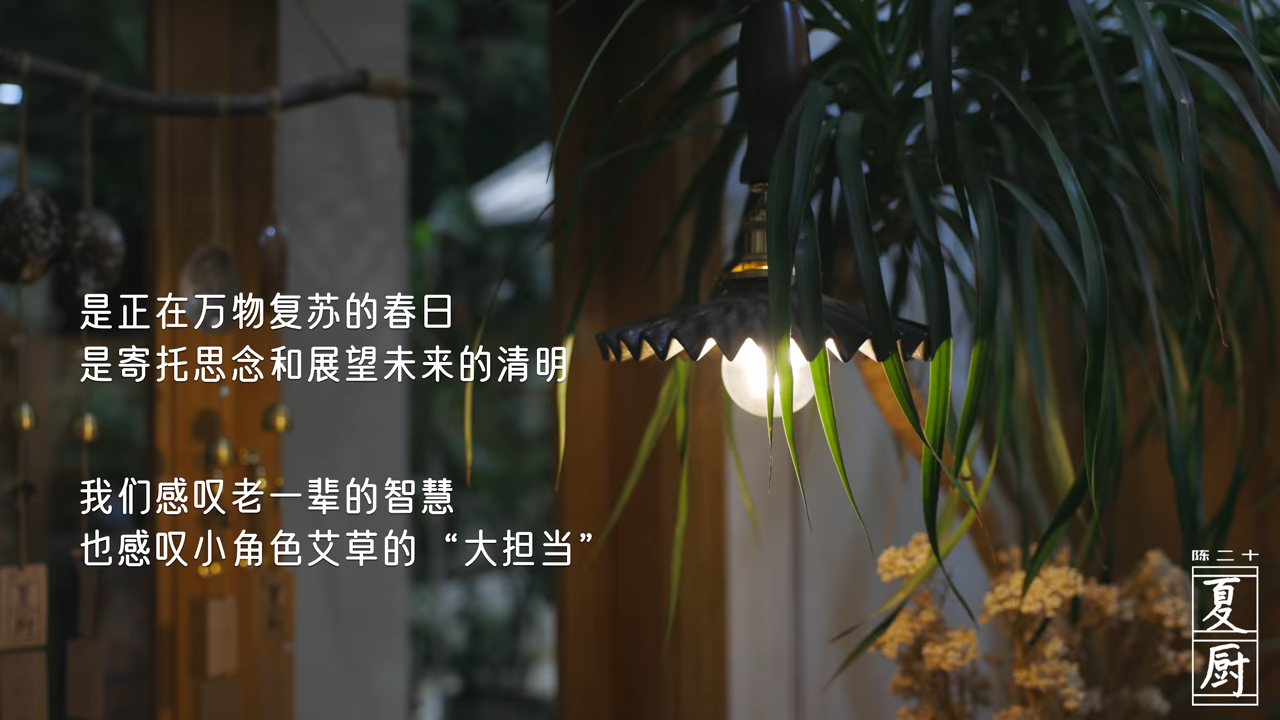 是正在万物复苏的春日
是寄托思念和展望未来的清明
我们感叹老一辈的智慧
也感叹小角色艾草的“大担当”
陈二十
夏
厨